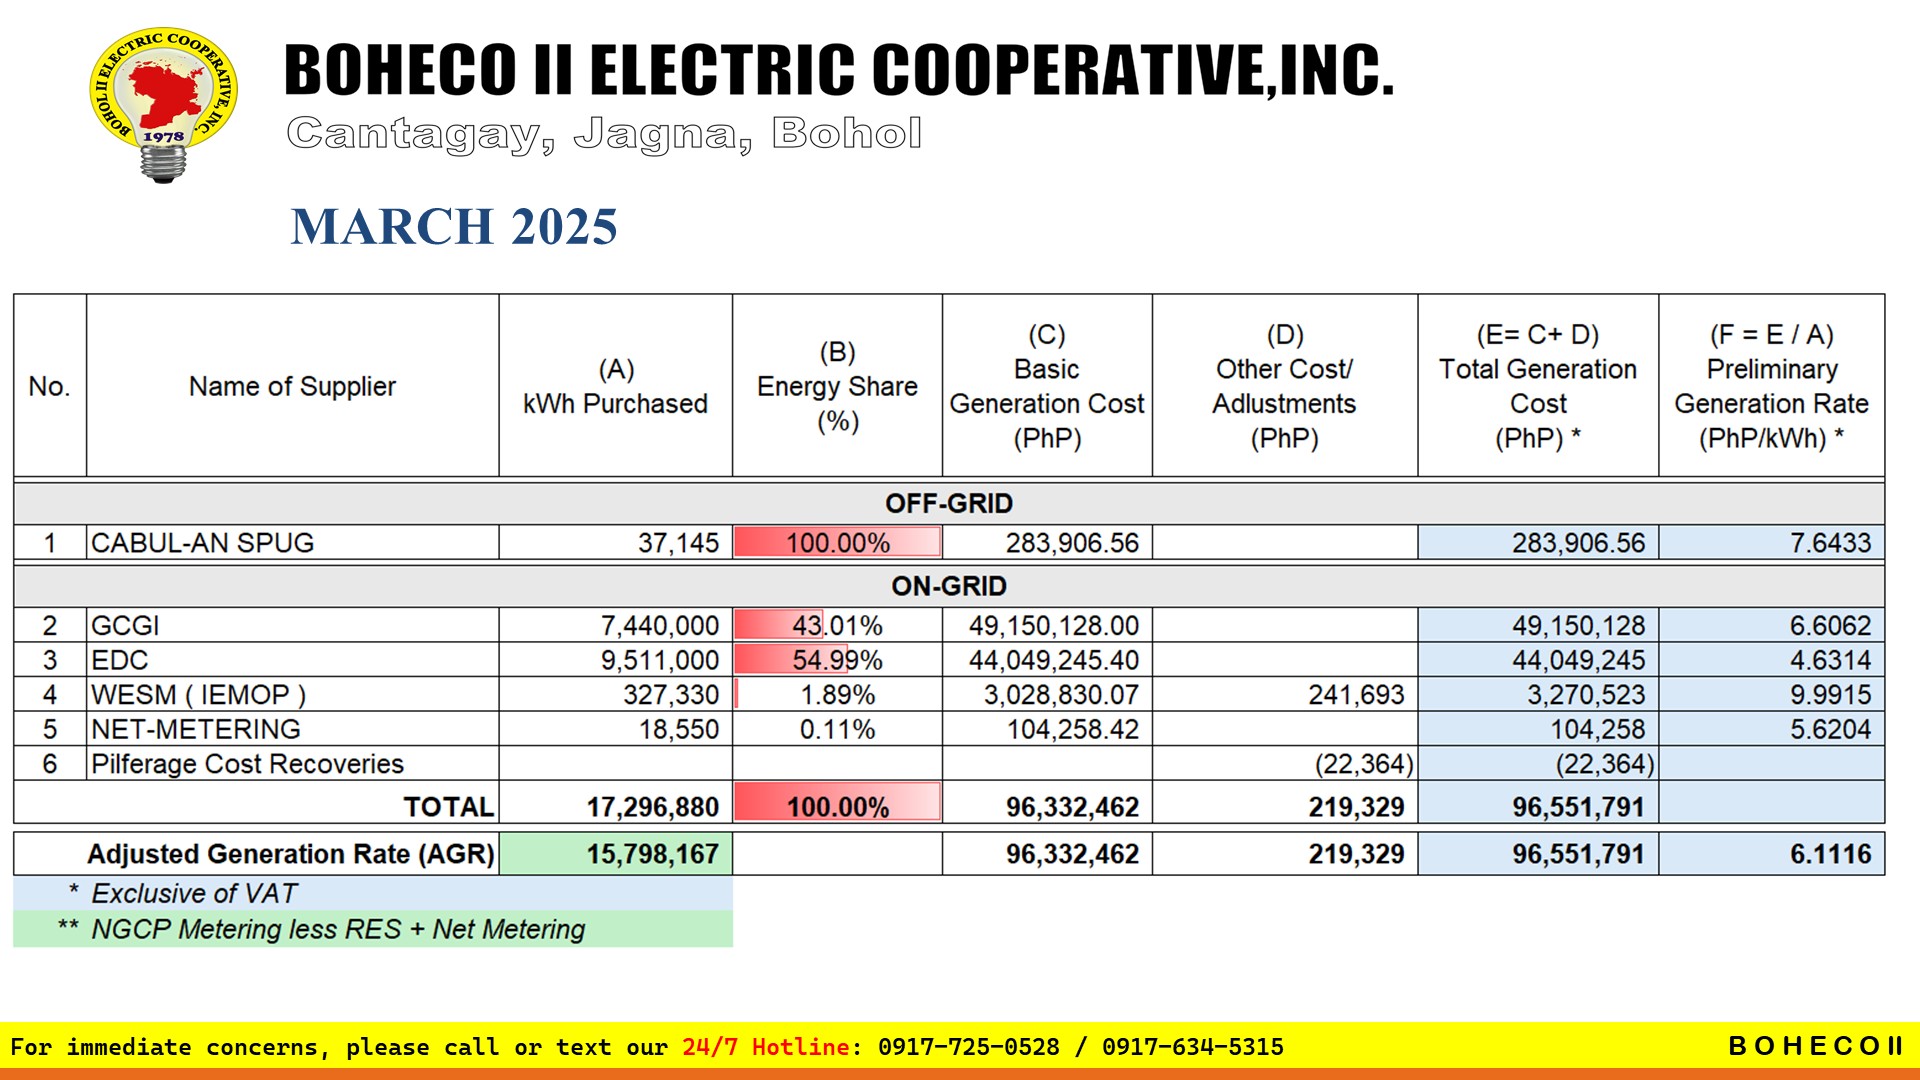 BOHOL II ELECTRIC COOPERATIVE, INC.
1978
BOHECO II ELECTRIC COOPERATIVE,INC.
Cantagay, Jagna, Bohol
MARCH 2025
No. Name of Supplier (A) kWh Purchased (B) Energy Share (%) (C) Basic Generation Cost (PhP) (D) Other Cost/ Adlustments (PhP) (E= C+ D) Total Generation Cost (PhP) * (F = E / A) Preliminary Generation Rate (PhP/kWh) *
OFF-GRID
1 CABUL-AN SPUG 37,145 100.00% 283,906.56 283,906.56 7.6433
ON-GRID
2 GCGI 7,440,000 43.01% 49,150,128.00 49,150,128 6.6062
3 EDC 9,511,000 54.99% 44,049,245.40 44,049,245 4.6314
4 WESM ( IEMOP ) 327,330 1.89% 3,028,830.07 241,693 3,270,523 9.9915
5 NET-METERING 18,550 0.11% 104,258.42 104,258 5.6204
6 Pilferage Cost Recoveries (22,364) (22,364)
TOTAL 17,296,880 100.00% 96,332,462 219,329 96,551,791
Adjusted Generation Rate (AGR) 15,798,167 96,332,462 219,329 96,551,791 6.1116
* Exclusive of VAT
** NGCP Metering less RES + Net Metering
For immediate concerns, please call or text our 24/7 Hotline: 0917-725-0528 / 0917-634-5315 BOHECO II